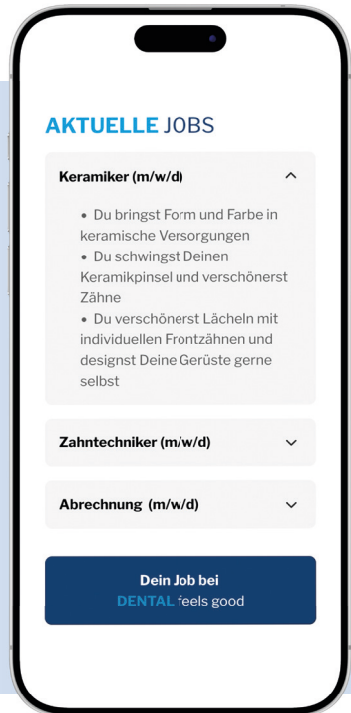 AKTUELLE JOBS
Keramiker (m/w/d)
• Du bringst Form und Farbe in
keramische Versorgungen
• Du schwingst Deinen
Keramikpinsel und verschönerst
Zähne
• Du verschönerst Lächeln mit
individuellen Frontzähnen und
designst Deine Gerüste gerne
selbst
Zahntechniker (m/w/d)
Abrechnung (m/w/d)
Dein Job bei
DENTAL feels good